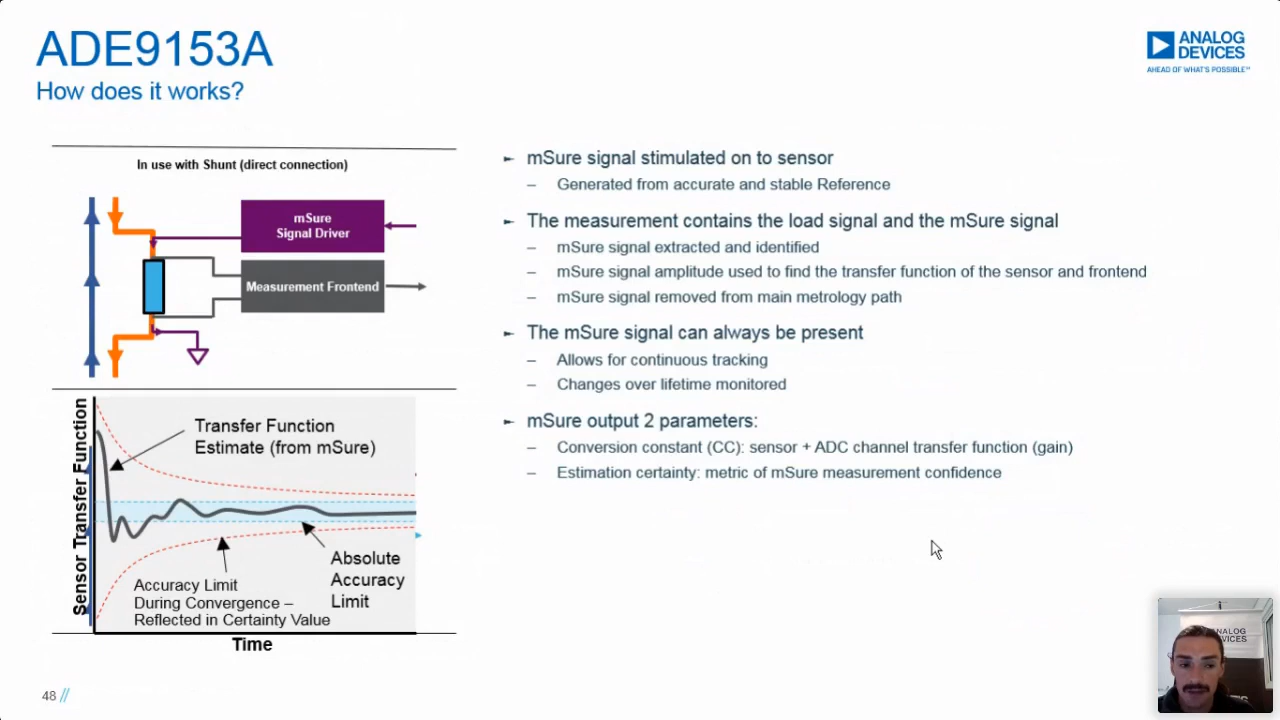 ADE9153A
How does it works?
ANALOG
DEVICES
AHEAD OF WHAT'S POSSIBLE™
In use with Shunt (direct connection)
mSure
Signal Driver
Measurement Frontend
Sensor Transfer Function
Transfer Function
Estimate (from mSure)
Absolute
Accuracy
Limit
Accuracy Limit
During Convergence –
Reflected in Certainty Value
Time
► mSure signal stimulated on to sensor
– Generated from accurate and stable Reference
► The measurement contains the load signal and the mSure signal
– mSure signal extracted and identified
– mSure signal amplitude used to find the transfer function of the sensor and frontend
– mSure signal removed from main metrology path
► The mSure signal can always be present
– Allows for continuous tracking
– Changes over lifetime monitored
► mSure output 2 parameters:
– Conversion constant (CC): sensor + ADC channel transfer function (gain)
– Estimation certainty: metric of mSure measurement confidence
48 //
ANALOG
DEVICES